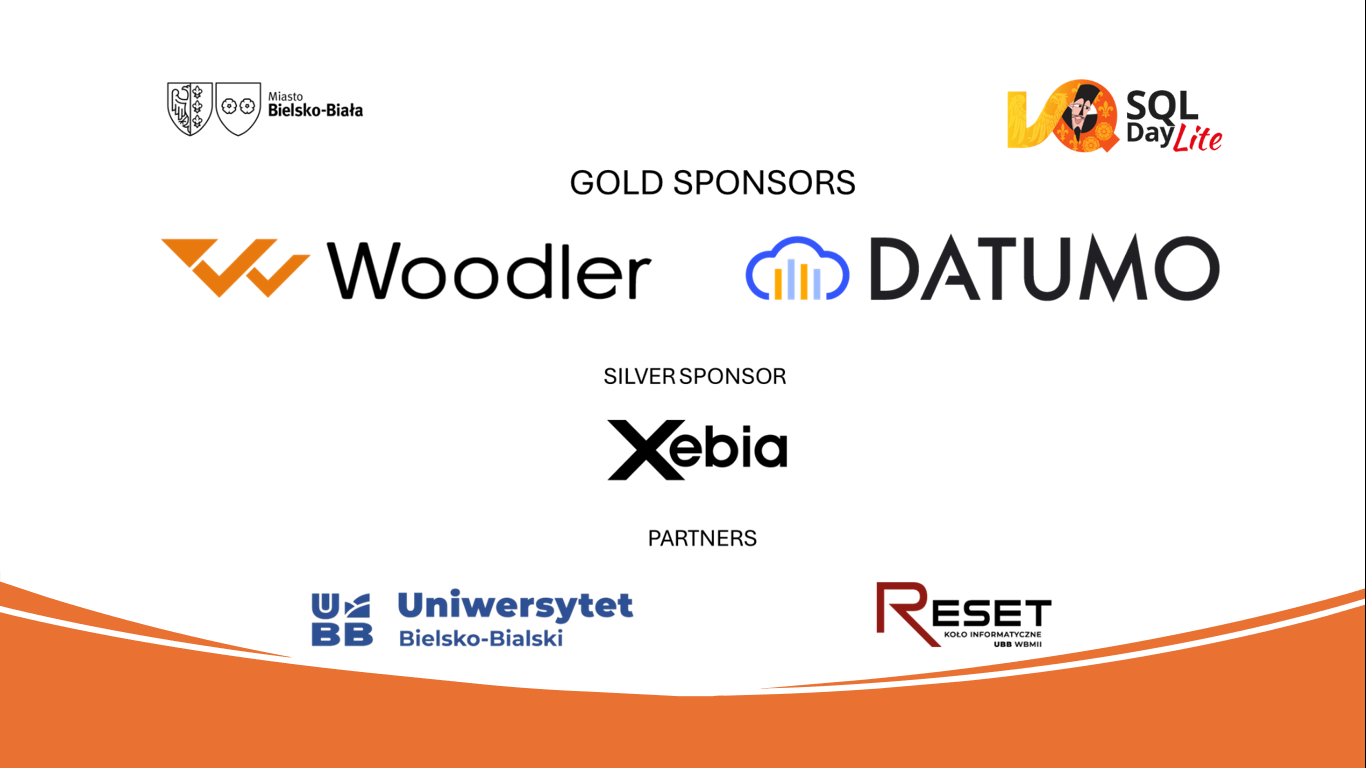 Miasto
Bielsko-Biała
SQL
Day Lite
GOLD SPONSORS
Woodler
DATUMO
SILVER SPONSOR
Xebia
PARTNERS
UBB
Uniwersytet
Bielsko-Bialski
RESET
KOŁO INFORMATYCZNE
UBB WBMII